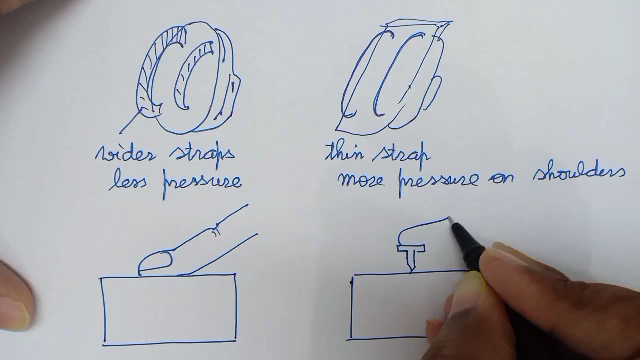 wider straps
less pressure
thin strap
more pressure on shoulders